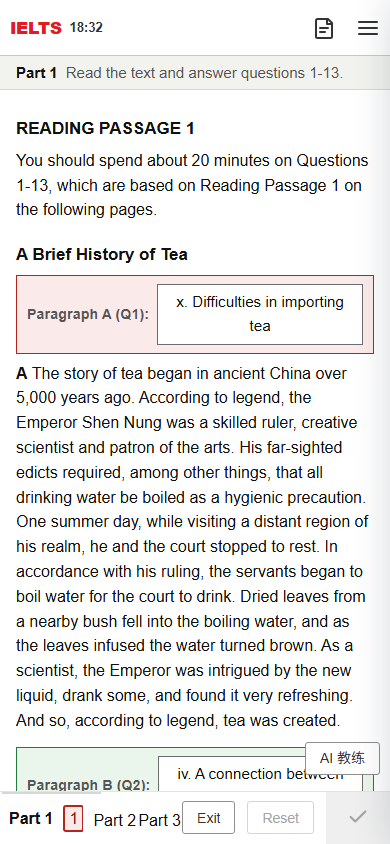 IELTS 18:32
Part 1 Read the text and answer questions 1-13.
READING PASSAGE 1
You should spend about 20 minutes on Questions
1-13, which are based on Reading Passage 1 on
the following pages.
A Brief History of Tea
Paragraph A (Q1):
x. Difficulties in importing
tea
A The story of tea began in ancient China over
5,000 years ago. According to legend, the
Emperor Shen Nung was a skilled ruler, creative
scientist and patron of the arts. His far-sighted
edicts required, among other things, that all
drinking water be boiled as a hygienic precaution.
One summer day, while visiting a distant region of
his realm, he and the court stopped to rest. In
accordance with his ruling, the servants began to
boil water for the court to drink. Dried leaves from
a nearby bush fell into the boiling water, and as
the leaves infused the water turned brown. As a
scientist, the Emperor was intrigued by the new
liquid, drank some, and found it very refreshing.
And so, according to legend, tea was created.
AI 教练
Paragraph B (Q2):
iv. A connection between
Part 1 1 Part 2 Part 3 Exit Reset